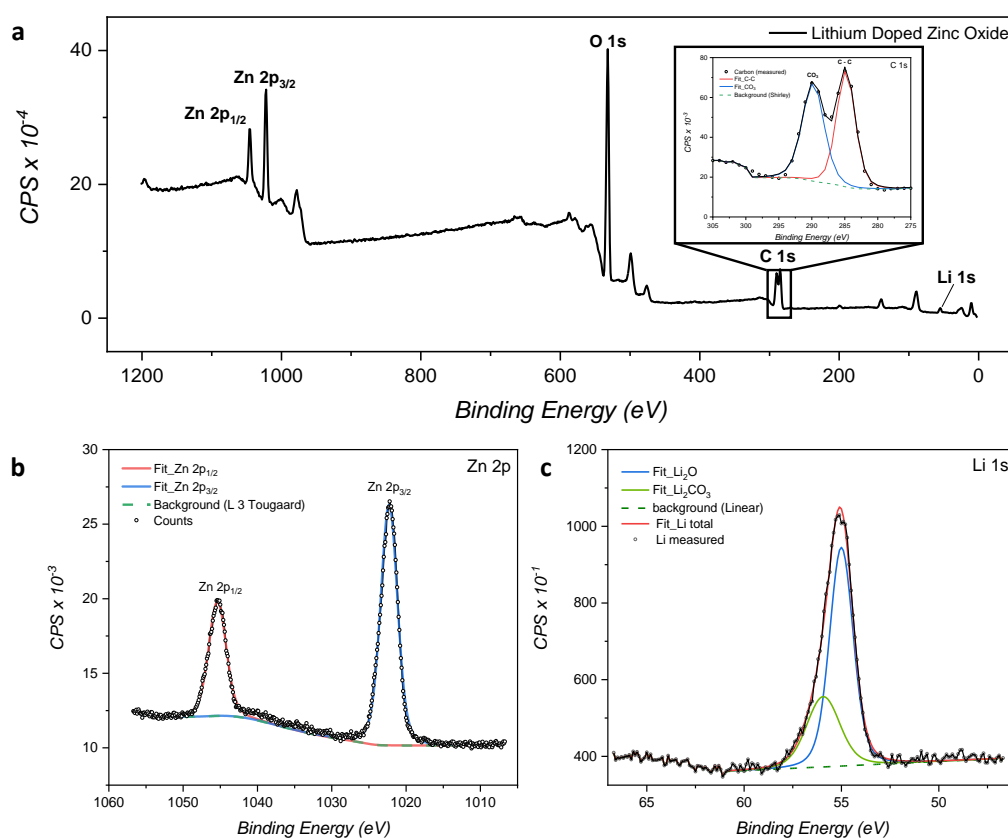 a
Lithium Doped Zinc Oxide
O 1s
Zn 2p3/2
Zn 2p1/2
C 1s
Li 1s
CPS x 10⁻⁴
40
20
0
1200
1000
800
600
400
200
0
Binding Energy (eV)
C 1s
Carbon (measured)
Fit_C-C
Fit_CO₃
Background (Shirley)
CO₃
C - C
CPS x 10⁻³
80
60
40
20
0
305
300
295
290
285
280
275
Binding Energy (eV)
b
Zn 2p
Fit_Zn 2p1/2
Fit_Zn 2p3/2
Background (L 3 Tougaard)
Counts
Zn 2p3/2
Zn 2p1/2
CPS x 10⁻³
30
25
20
15
10
1060
1050
1040
1030
1020
1010
Binding Energy (eV)
c
Li 1s
Fit_Li₂O
Fit_Li₂CO₃
background (Linear)
Fit_Li total
Li measured
CPS x 10⁻¹
1200
1000
800
600
400
65
60
55
50
Binding Energy (eV)